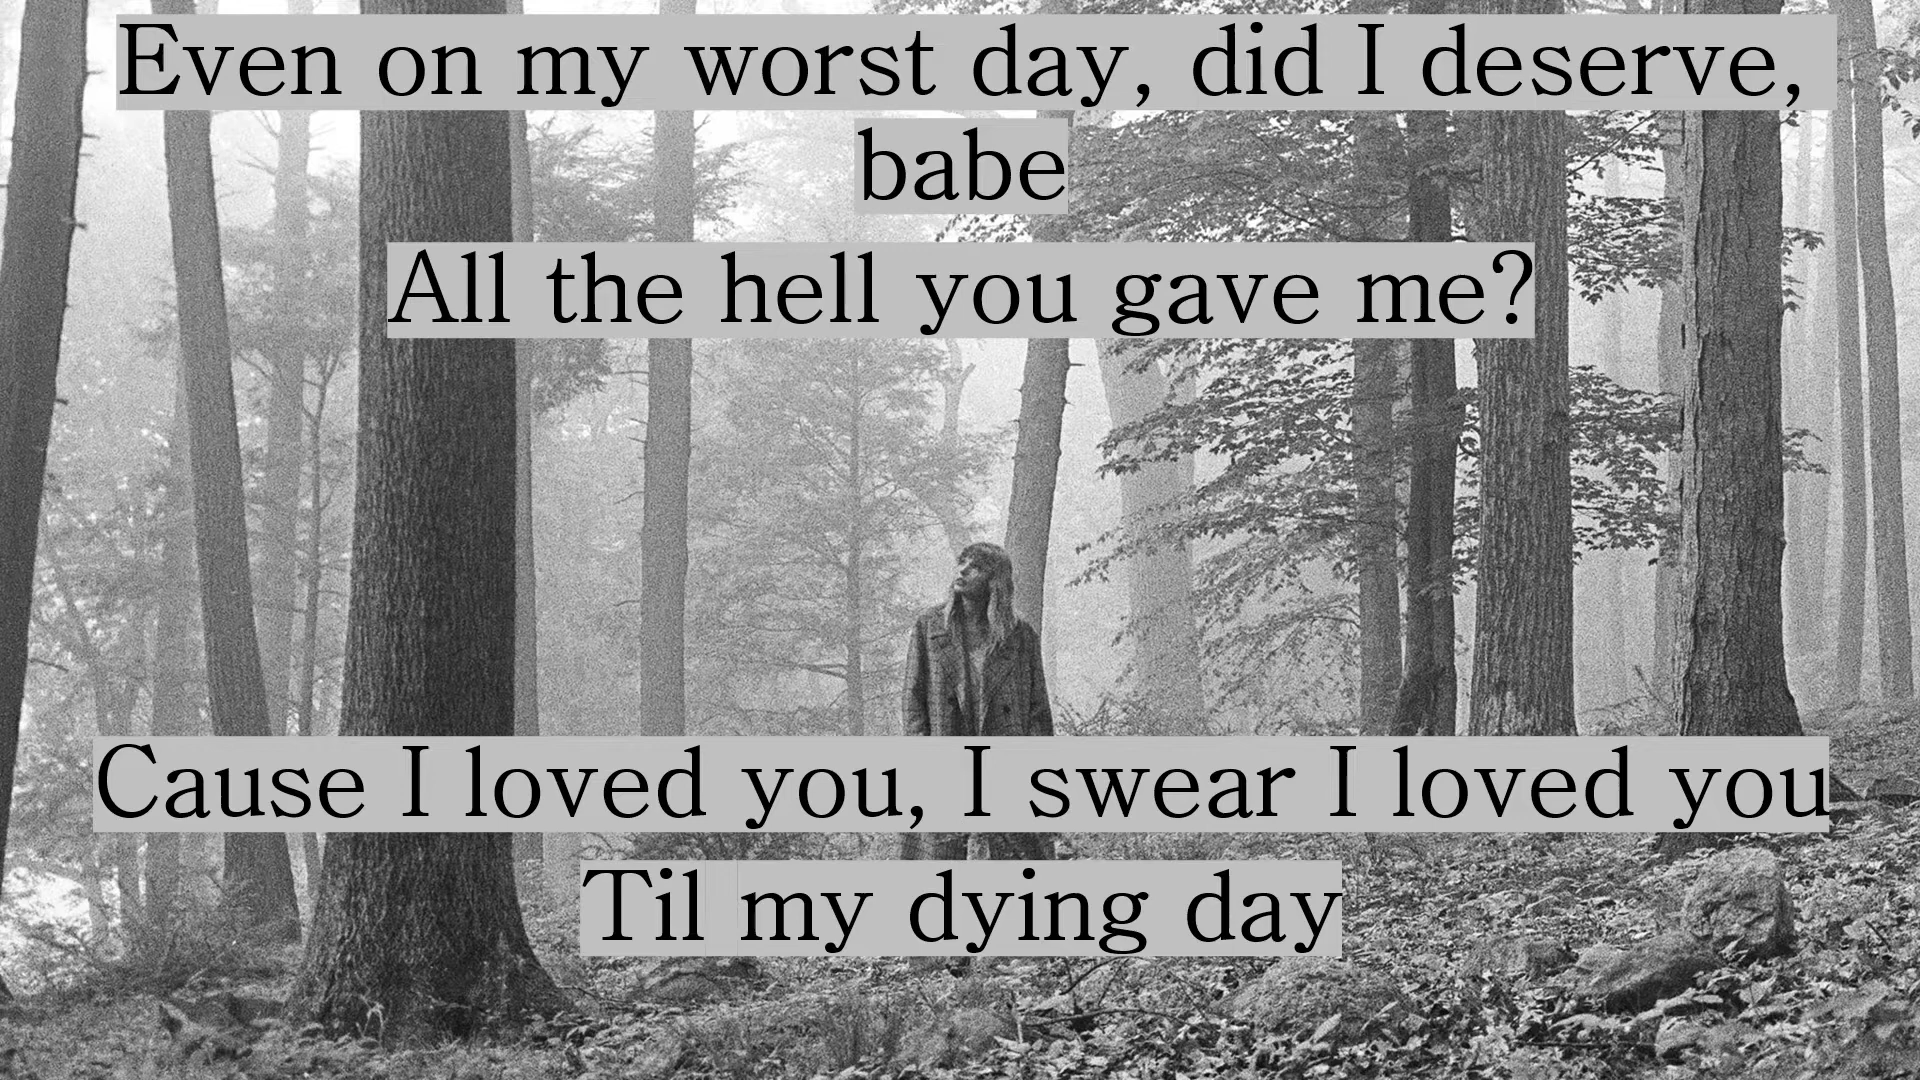 Even on my worst day, did I deserve,
babe
All the hell you gave me?
Cause I loved you, I swear I loved you
Til my dying day